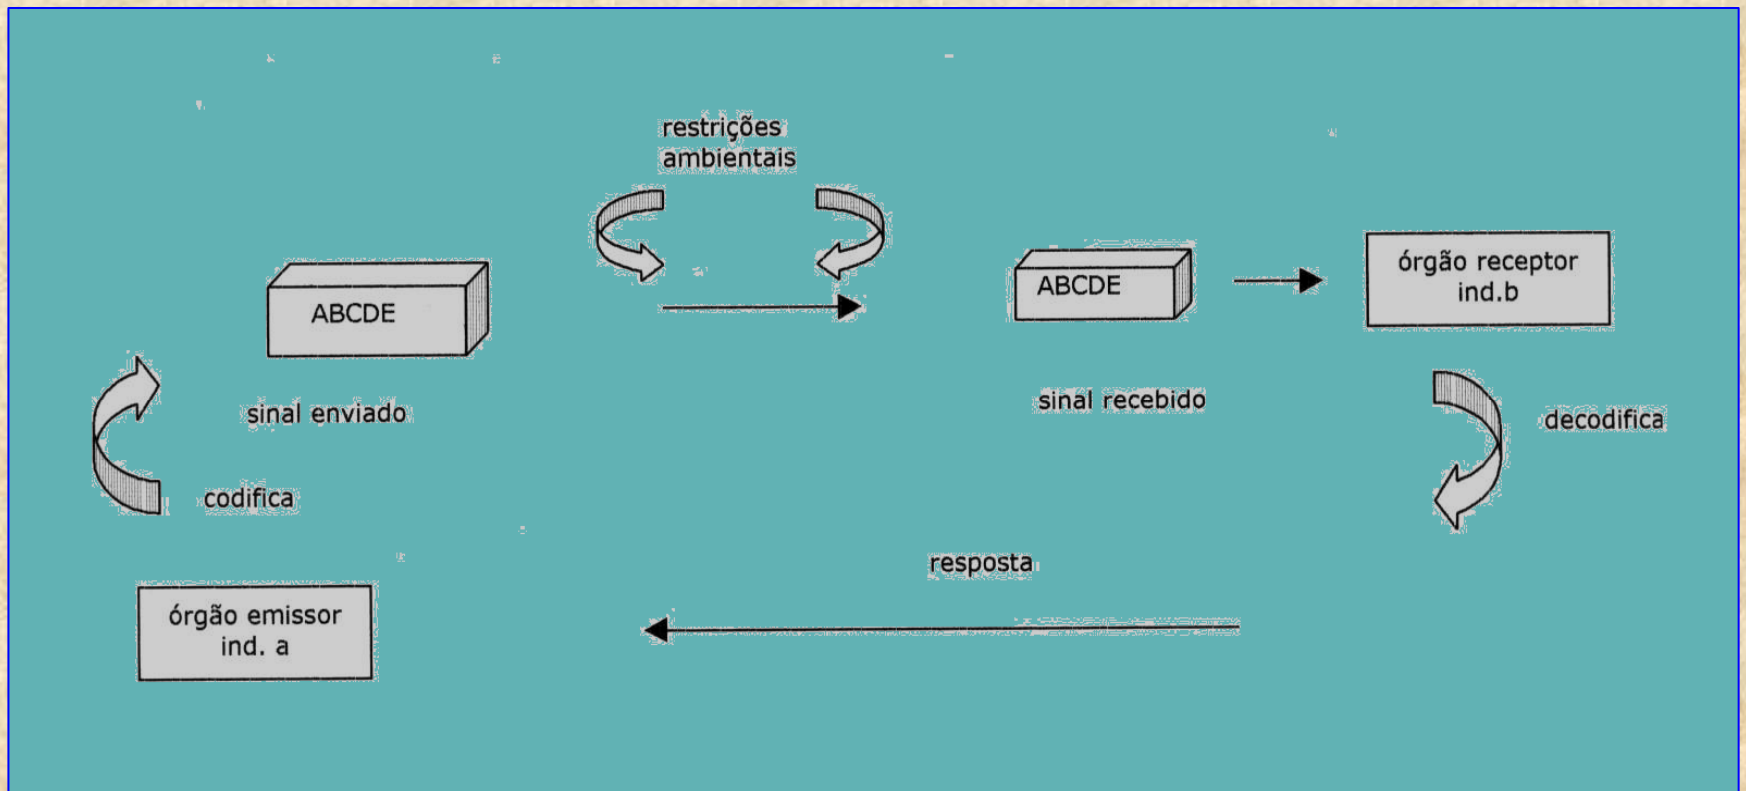 restrições
ambientais
ABCDE
ABCDE
órgão receptor
ind.b
sinal enviado
sinal recebido
decodifica
codifica
resposta
órgão emissor
ind. a